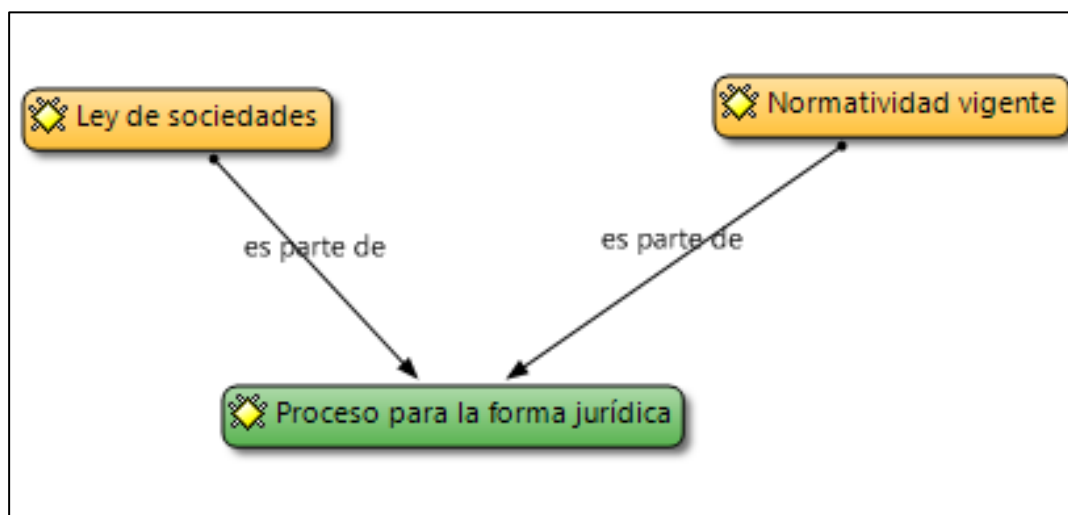 Ley de sociedades
Normatividad vigente
es parte de
es parte de
Proceso para la forma jurídica